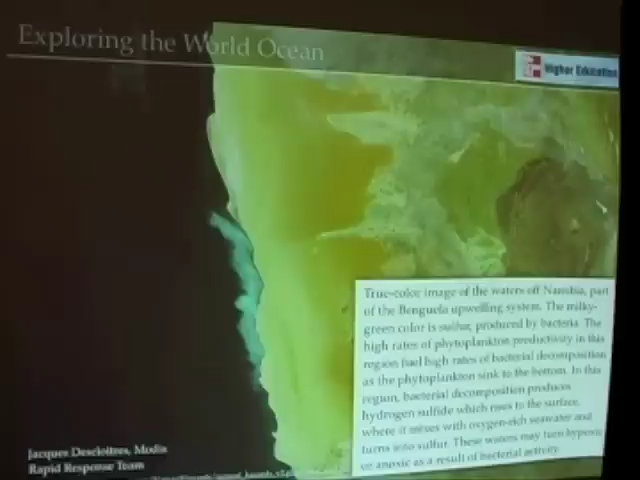 Exploring the World Ocean
Higher Education
True-color image of the waters off Namibia, part
of the Benguela upwelling system. The milky-
green color is sulfur, produced by bacteria. The
high rates of phytoplankton productivity in this
region fuel high rates of bacterial decomposition
as the phytoplankton sink to the bottom. In this
region, bacterial decomposition produces
hydrogen sulfide which rises to the surface,
where it mixes with oxygen-rich seawater and
turns into sulfur. These waters may turn hypoxic
or anoxic as a result of bacterial activity.
Jacques Descloitres, Modis
Rapid Response Team